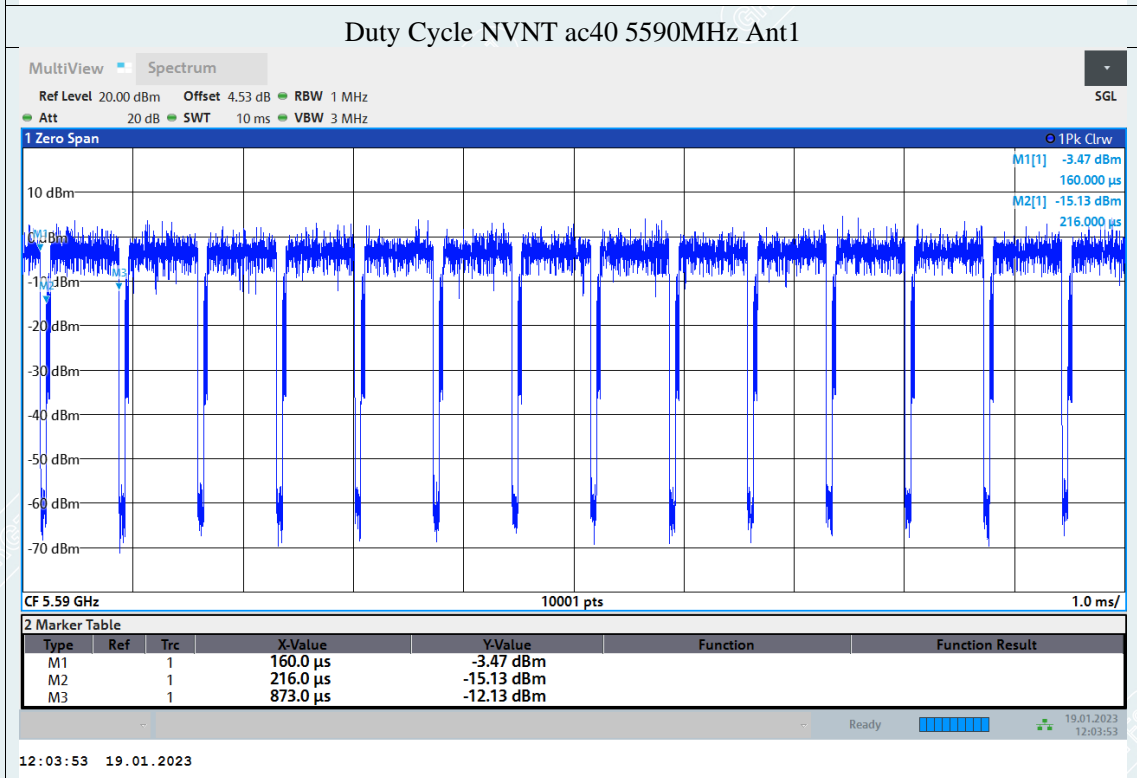 Duty Cycle NVNT ac40 5590MHz Ant1
MultiView Spectrum
Ref Level 20.00 dBm Offset 4.53 dB RBW 1 MHz
SGL
Att 20 dB SWT 10 ms VBW 3 MHz
1 Zero Span 1Pk Clrw
M1[1] -3.47 dBm
160.000 µs
M2[1] -15.13 dBm
216.000 µs
10 dBm
0 dBm
M3
-10 dBm
M2
-20 dBm
-30 dBm
-40 dBm
-50 dBm
-60 dBm
-70 dBm
CF 5.59 GHz 10001 pts 1.0 ms/
2 Marker Table
Type Ref Trc X-Value Y-Value Function Function Result
M1 1 160.0 µs -3.47 dBm
M2 1 216.0 µs -15.13 dBm
M3 1 873.0 µs -12.13 dBm
Ready 19.01.2023
12:03:53
12:03:53 19.01.2023